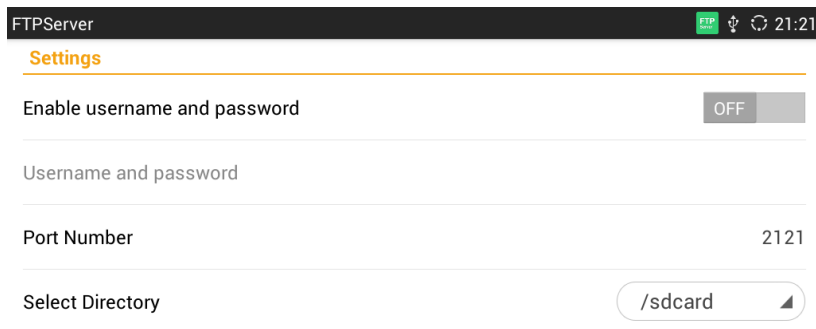 FTPServer FTP 21:21
Settings
Enable username and password OFF
Username and password
Port Number 2121
Select Directory /sdcard